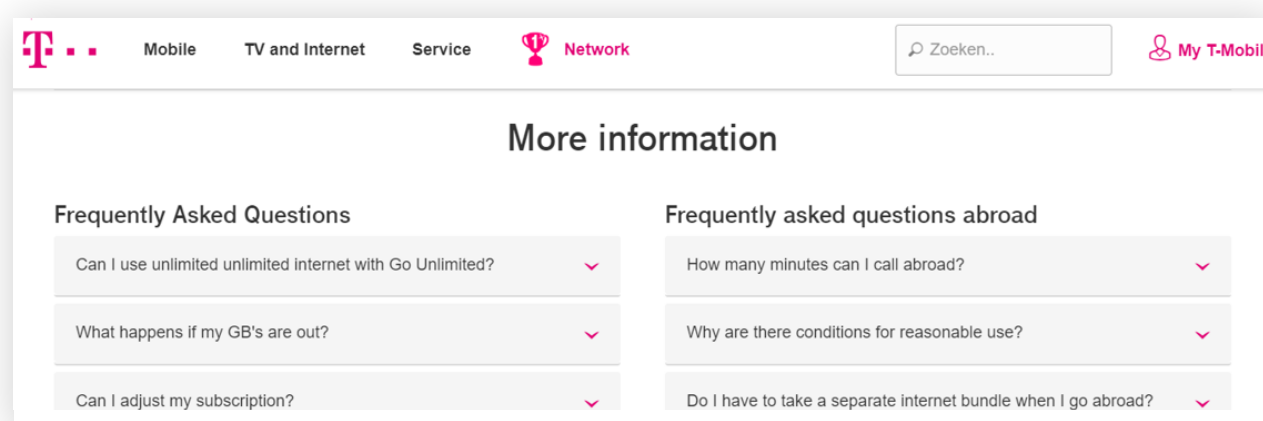 T Mobile TV and Internet Service 1 Network Zoeken.. My T-Mobil
More information
Frequently Asked Questions
Can I use unlimited unlimited internet with Go Unlimited?
What happens if my GB's are out?
Can I adjust my subscription?
Frequently asked questions abroad
How many minutes can I call abroad?
Why are there conditions for reasonable use?
Do I have to take a separate internet bundle when I go abroad?